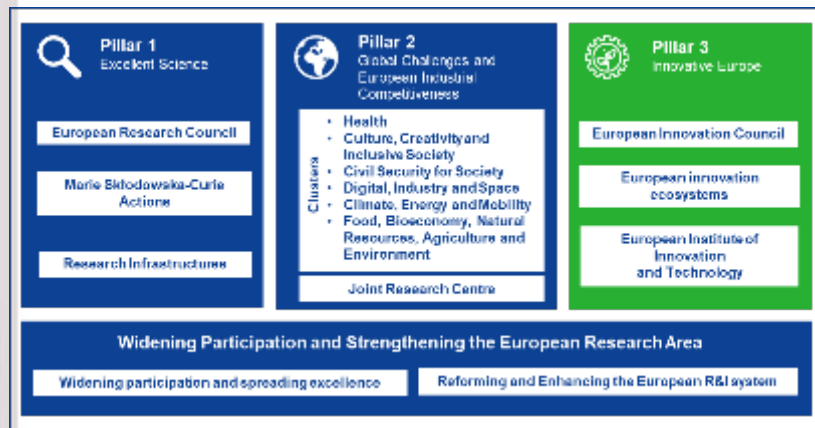 Pillar 1
Excellent Science
European Research Council
Marie Skłodowska-Curie
Actions
Research Infrastructures
Pillar 2
Global Challenges and
European Industrial
Competitiveness
Clusters
• Health
• Culture, Creativity and
Inclusive Society
• Civil Security for Society
• Digital, Industry and Space
• Climate, Energy and Mobility
• Food, Bioeconomy, Natural
Resources, Agriculture and
Environment
Joint Research Centre
Pillar 3
Innovative Europe
European Innovation Council
European innovation
ecosystems
European Institute of
Innovation
and Technology
Widening Participation and Strengthening the European Research Area
Widening participation and spreading excellence
Reforming and Enhancing the European R&I system